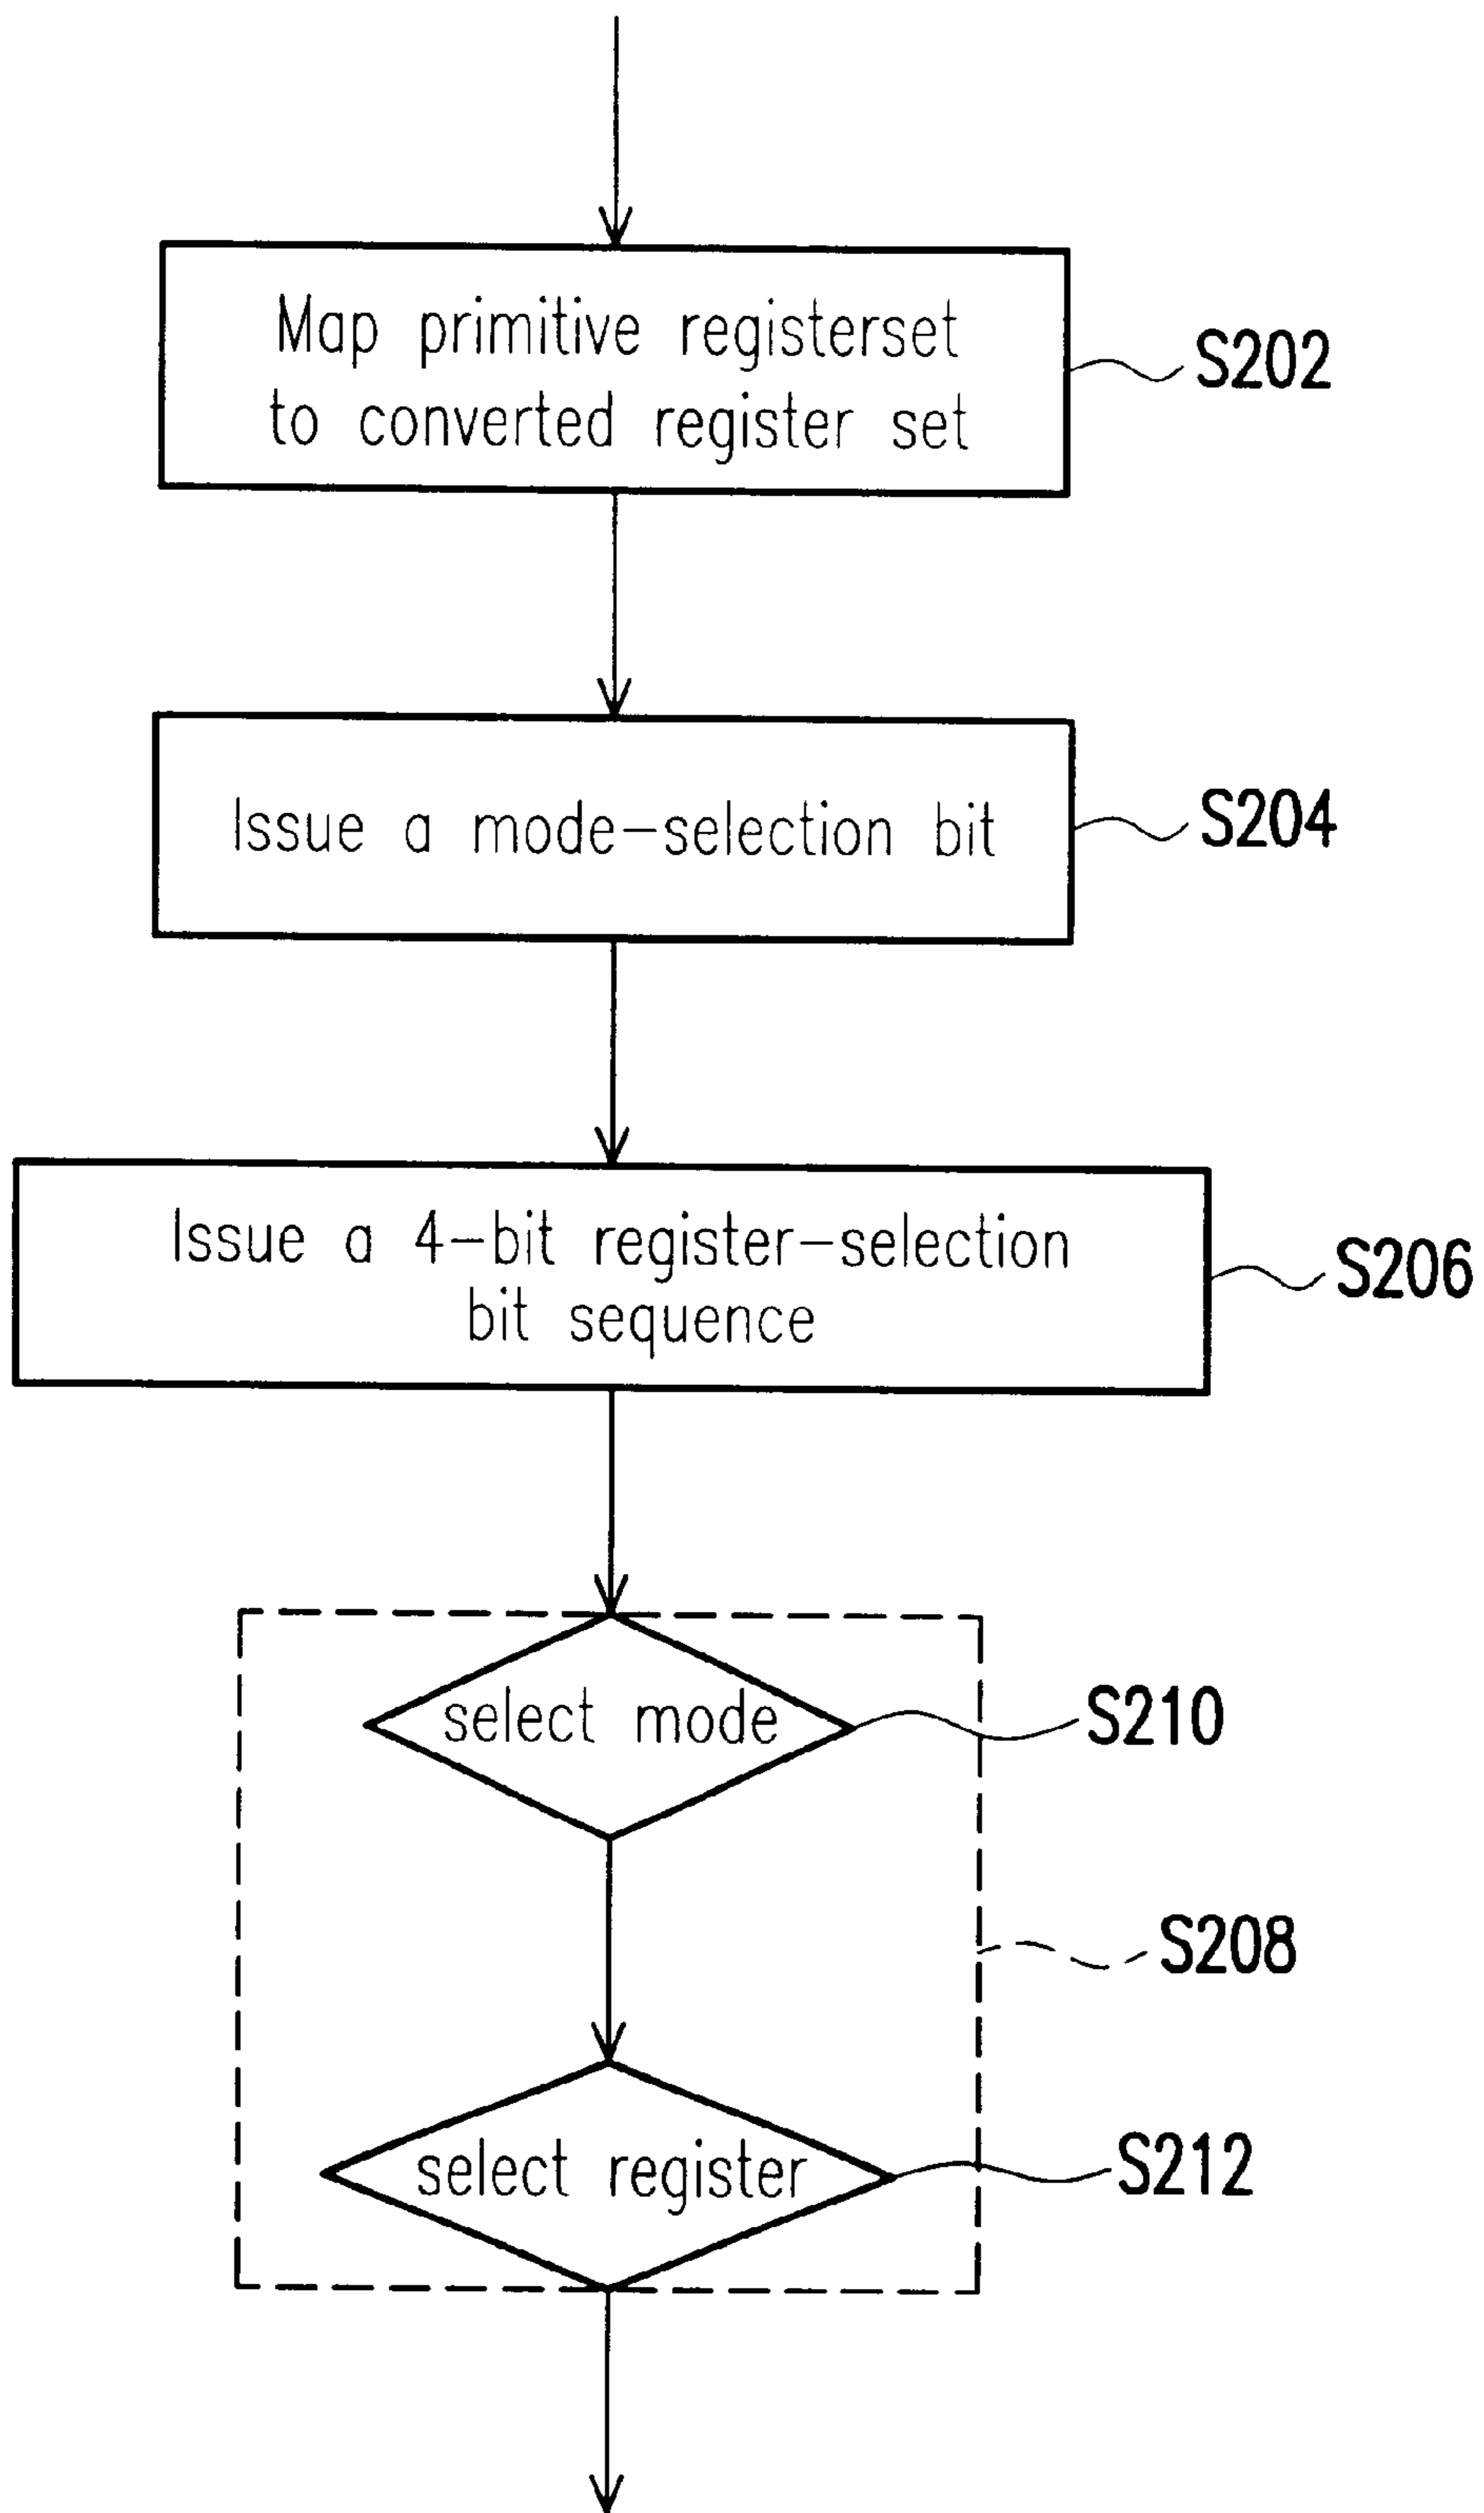 Map primitive registerset
to converted register set
S202
Issue a mode-selection bit
S204
Issue a 4-bit register-selection
bit sequence
S206
select mode
S210
S208
select register
S212